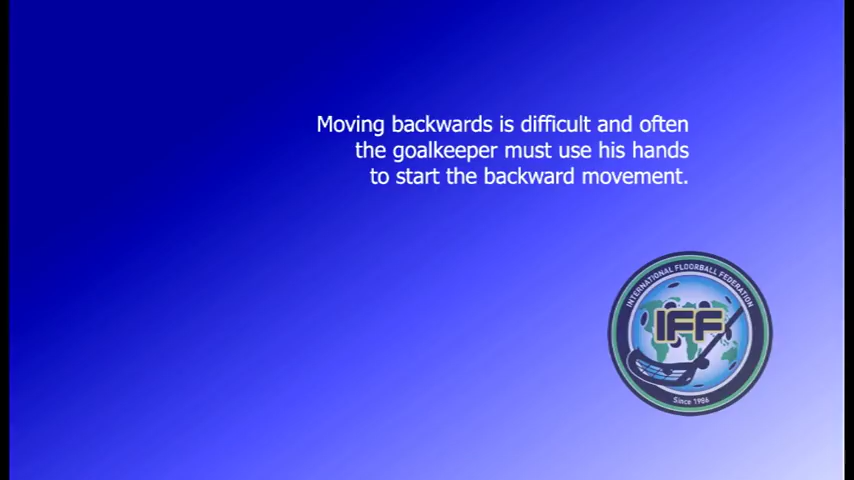 Moving backwards is difficult and often
the goalkeeper must use his hands
to start the backward movement.
INTERNATIONAL FLOORBALL FEDERATION
IFF
Since 1986